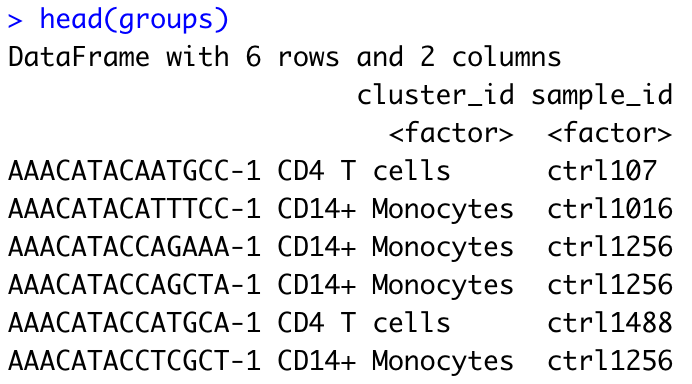 > head(groups)
DataFrame with 6 rows and 2 columns
cluster_id sample_id
<factor> <factor>
AAACATACAATGCC-1 CD4 T cells ctrl107
AAACATACATTTCC-1 CD14+ Monocytes ctrl1016
AAACATACCAGAAA-1 CD14+ Monocytes ctrl1256
AAACATACCAGCTA-1 CD14+ Monocytes ctrl1256
AAACATACCATGCA-1 CD4 T cells ctrl1488
AAACATACCTCGCT-1 CD14+ Monocytes ctrl1256